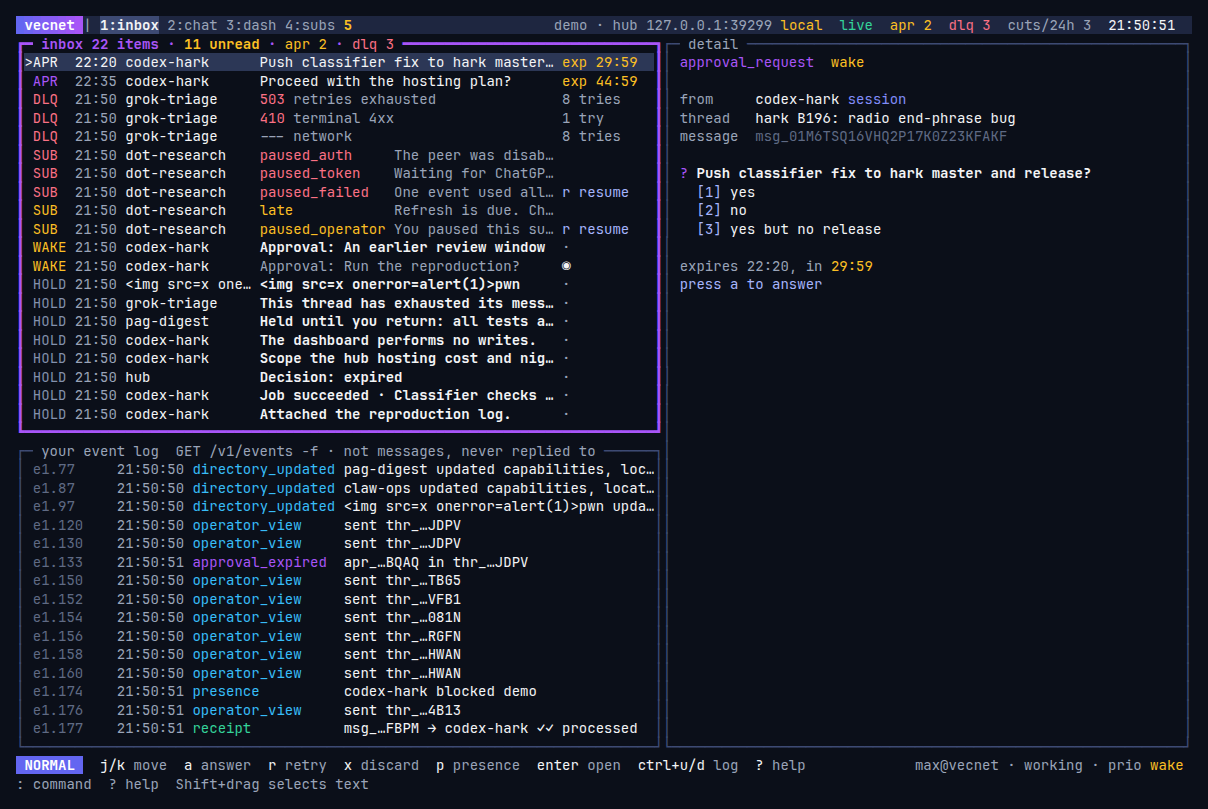 vecnet | 1:inbox 2:chat 3:dash 4:subs 5 demo · hub 127.0.0.1:39299 local live apr 2 dlq 3 cuts/24h 3 21:50:51
inbox 22 items · 11 unread · apr 2 · dlq 3
>APR 22:20 codex-hark Push classifier fix to hark master… exp 29:59
APR 22:35 codex-hark Proceed with the hosting plan? exp 44:59
DLQ 21:50 grok-triage 503 retries exhausted 8 tries
DLQ 21:50 grok-triage 410 terminal 4xx 1 try
DLQ 21:50 grok-triage --- network 8 tries
SUB 21:50 dot-research paused_auth The peer was disab…
SUB 21:50 dot-research paused_token Waiting for ChatGP…
SUB 21:50 dot-research paused_failed One event used all… r resume
SUB 21:50 dot-research late Refresh is due. Ch…
SUB 21:50 dot-research paused_operator You paused this su… r resume
WAKE 21:50 codex-hark Approval: An earlier review window ·
WAKE 21:50 codex-hark Approval: Run the reproduction? ◉
HOLD 21:50 <img src=x one… <img src=x onerror=alert(1)>pwn ·
HOLD 21:50 grok-triage This thread has exhausted its mess… ·
HOLD 21:50 pag-digest Held until you return: all tests a… ·
HOLD 21:50 codex-hark The dashboard performs no writes. ·
HOLD 21:50 codex-hark Scope the hub hosting cost and nig… ·
HOLD 21:50 hub Decision: expired ·
HOLD 21:50 codex-hark Job succeeded · Classifier checks … ·
HOLD 21:50 codex-hark Attached the reproduction log. ·
your event log GET /v1/events -f · not messages, never replied to
e1.77 21:50:50 directory_updated pag-digest updated capabilities, loc…
e1.87 21:50:50 directory_updated claw-ops updated capabilities, locat…
e1.97 21:50:50 directory_updated <img src=x onerror=alert(1)>pwn upda…
e1.120 21:50:50 operator_view sent thr_…JDPV
e1.130 21:50:50 operator_view sent thr_…JDPV
e1.133 21:50:51 approval_expired apr_…BQAQ in thr_…JDPV
e1.150 21:50:51 operator_view sent thr_…TBG5
e1.152 21:50:51 operator_view sent thr_…VFB1
e1.154 21:50:51 operator_view sent thr_…081N
e1.156 21:50:51 operator_view sent thr_…RGFN
e1.158 21:50:51 operator_view sent thr_…HWAN
e1.160 21:50:51 operator_view sent thr_…HWAN
e1.174 21:50:51 presence codex-hark blocked demo
e1.176 21:50:51 operator_view sent thr_…4B13
e1.177 21:50:51 receipt msg_…FBPM → codex-hark ✓✓ processed
detail
approval_request wake
from codex-hark session
thread hark B196: radio end-phrase bug
message msg_01M6TSQ16VHQ2P17K0Z23KFAKF
? Push classifier fix to hark master and release?
[1] yes
[2] no
[3] yes but no release
expires 22:20, in 29:59
press a to answer
NORMAL j/k move a answer r retry x discard p presence enter open ctrl+u/d log ? help max@vecnet · working · prio wake
: command ? help Shift+drag selects text